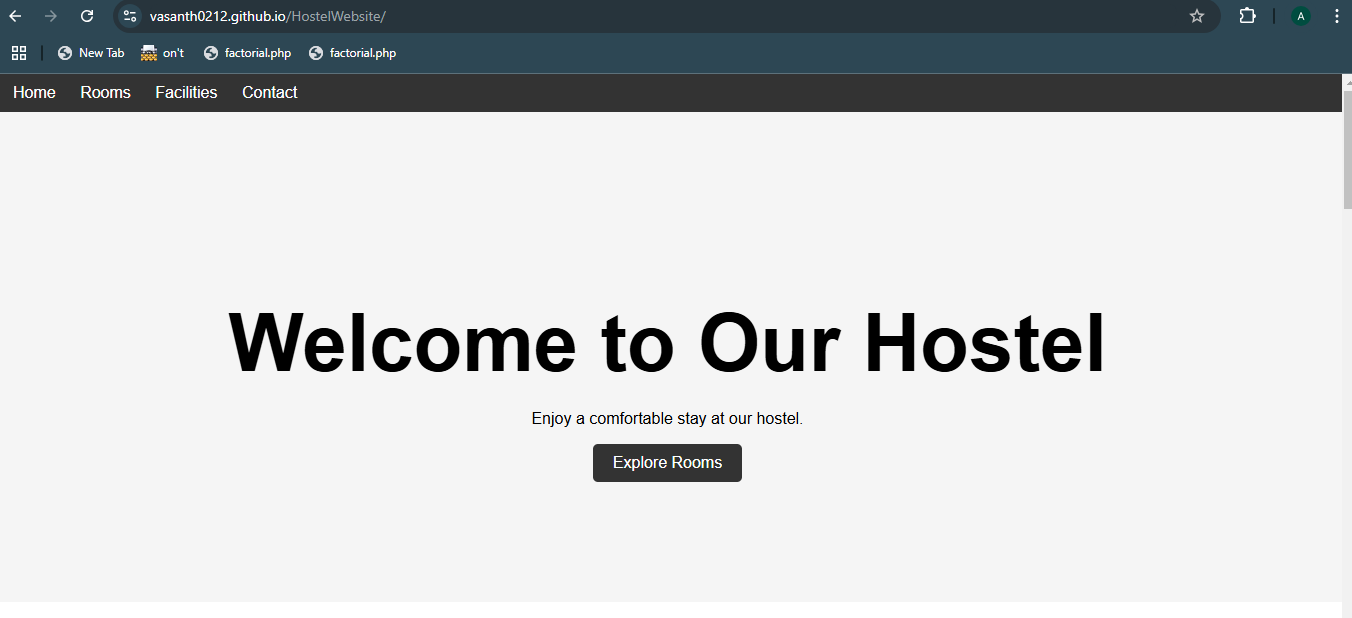 vasanth0212.github.io/HostelWebsite/
A
New Tab on't factorial.php factorial.php
Home Rooms Facilities Contact
Welcome to Our Hostel
Enjoy a comfortable stay at our hostel.
Explore Rooms